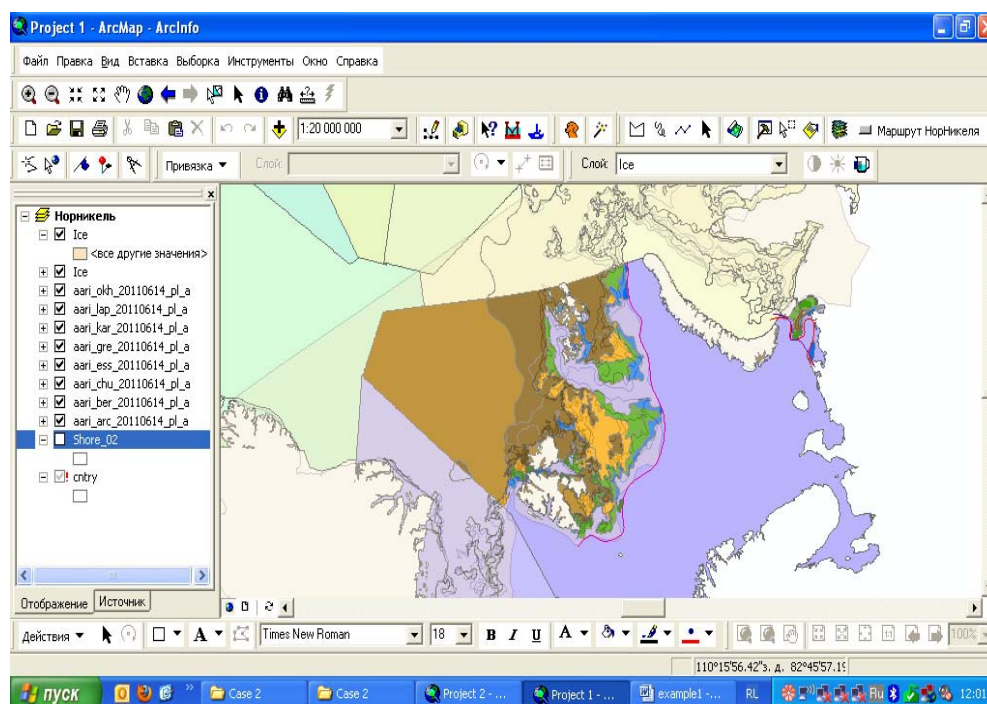 Project 1 - ArcMap - ArcInfo
Файл Правка Вид Вставка Выборка Инструменты Окно Справка
1:20 000 000
Маршрут НорНикеля
Привязка
Слой:
Слой: Ice
Норникель
Ice
<все другие значения>
Ice
aari_okh_20110614_pl_a
aari_lap_20110614_pl_a
aari_kar_20110614_pl_a
aari_gre_20110614_pl_a
aari_ess_20110614_pl_a
aari_chu_20110614_pl_a
aari_ber_20110614_pl_a
aari_arc_20110614_pl_a
Shore_02
cntry
Отображение Источник
Действия A Times New Roman 18 B I U A 100%
110°15'56.42"з. д. 82°45'57.19
пуск Case 2 Case 2 Project 2 - ... Project 1 - ... example1 -... RL Ru 12:01